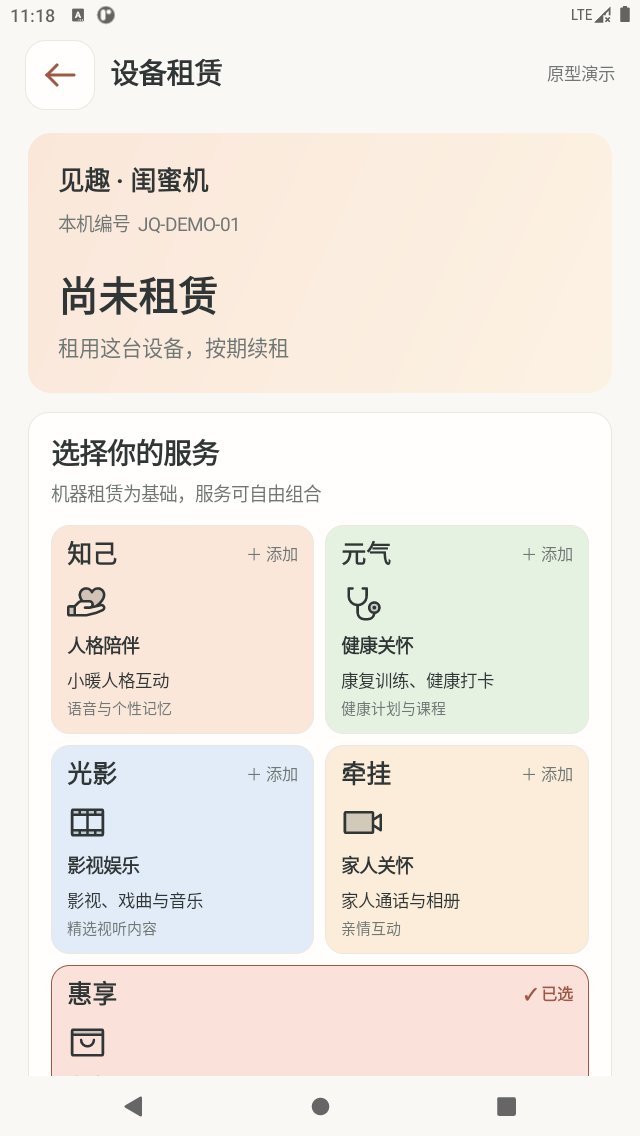 11:18
LTE
设备租赁
原型演示
见趣 · 闺蜜机
本机编号 JQ-DEMO-01
尚未租赁
租用这台设备，按期续租
选择你的服务
机器租赁为基础，服务可自由组合
知己
＋ 添加
人格陪伴
小暖人格互动
语音与个性记忆
元气
＋ 添加
健康关怀
康复训练、健康打卡
健康计划与课程
光影
＋ 添加
影视娱乐
影视、戏曲与音乐
精选视听内容
牵挂
＋ 添加
家人关怀
家人通话与相册
亲情互动
惠享
✓已选